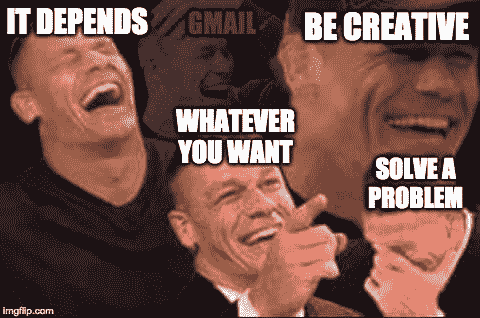 IT DEPENDS
GMAIL
BE CREATIVE
WHATEVER
YOU WANT
SOLVE A
PROBLEM
imgflip.com